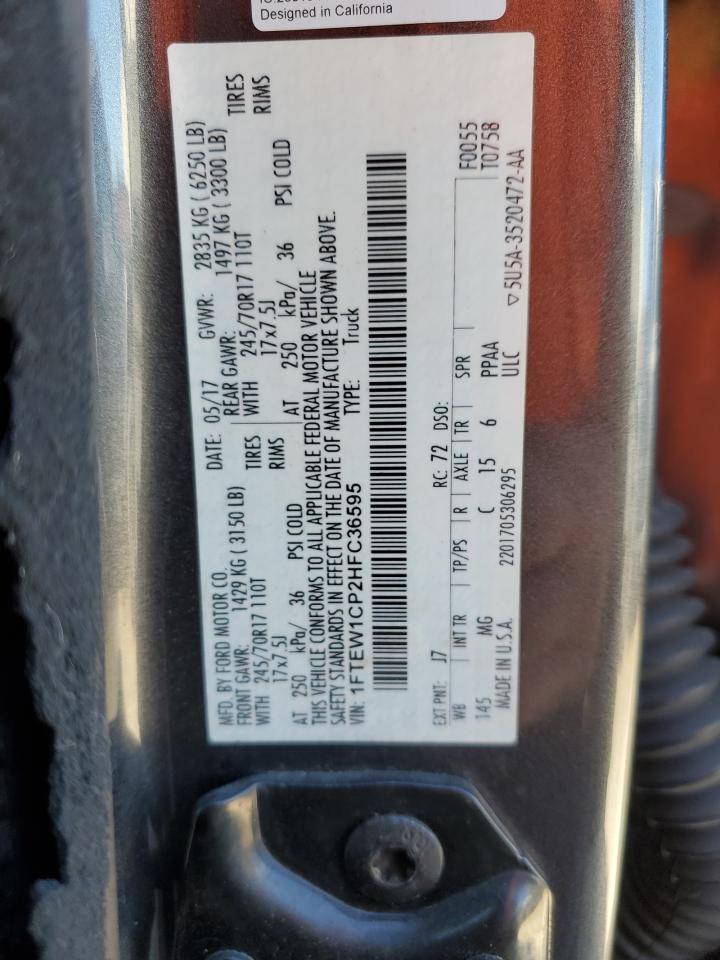 Designed in California
MFD. BY FORD MOTOR CO. DATE: 05/17 GVWR: 2835 KG ( 6250 LB)
FRONT GAWR: 1429 KG ( 3150 LB) REAR GAWR: 1497 KG ( 3300 LB)
WITH 245/70R17 110T TIRES WITH 245/70R17 110T TIRES
17x7.5J RIMS 17x7.5J RIMS
AT 250 kPa/ 36 PSI COLD AT 250 kPa/ 36 PSI COLD
THIS VEHICLE CONFORMS TO ALL APPLICABLE FEDERAL MOTOR VEHICLE
SAFETY STANDARDS IN EFFECT ON THE DATE OF MANUFACTURE SHOWN ABOVE.
VIN: 1FTEW1CP2HFC36595 TYPE: Truck
EXT PNT: J7 RC: 72 DSO: F0055
WB INT TR TP/PS R AXLE TR SPR T0758
145 MG C 15 6 PPAA
MADE IN U.S.A. 2201705306295 ULC ▽5U5A-3520472-AA